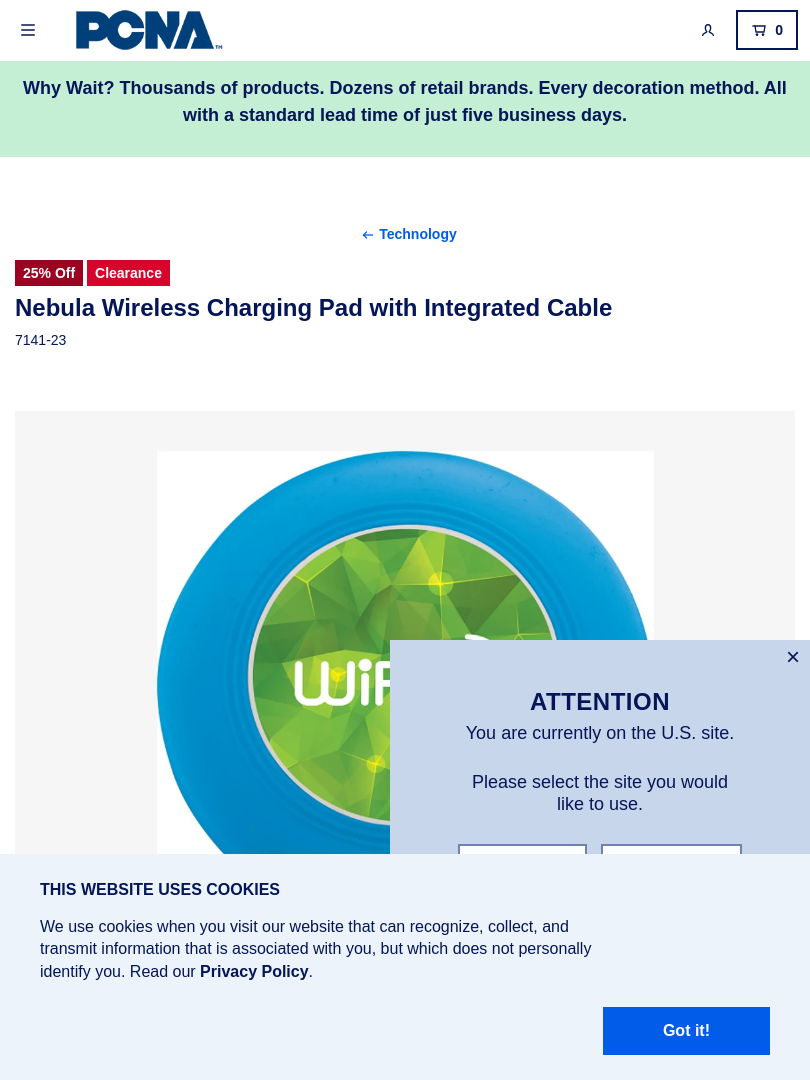 PCNA™
0
Why Wait? Thousands of products. Dozens of retail brands. Every decoration method. All
with a standard lead time of just five business days.
← Technology
25% Off
Clearance
Nebula Wireless Charging Pad with Integrated Cable
7141-23
ATTENTION
You are currently on the U.S. site.
Please select the site you would
like to use.
THIS WEBSITE USES COOKIES
We use cookies when you visit our website that can recognize, collect, and
transmit information that is associated with you, but which does not personally
identify you. Read our Privacy Policy.
Got it!